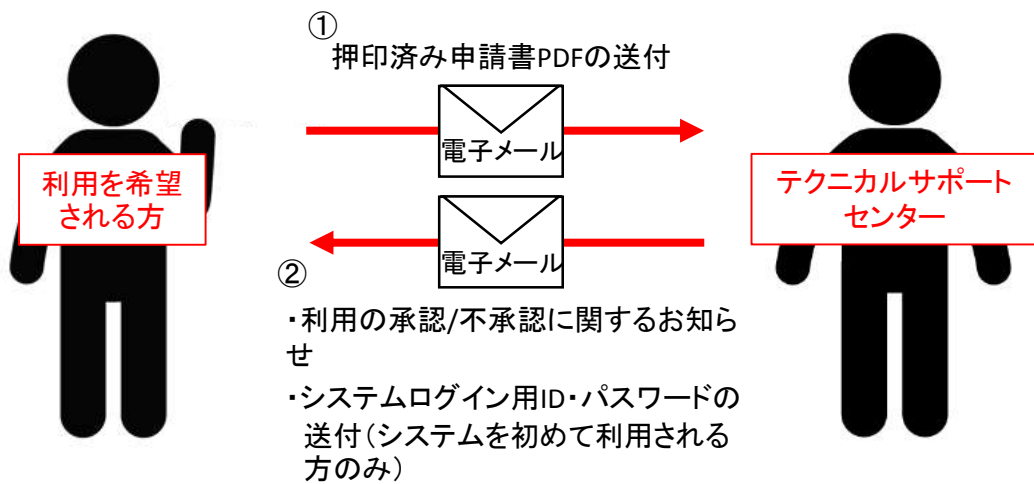 ①
押印済み申請書PDFの送付
電子メール
利用を希望
される方
テクニカルサポート
センター
電子メール
②
・利用の承認/不承認に関するお知ら
せ
・システムログイン用ID・パスワードの
送付(システムを初めて利用される
方のみ)